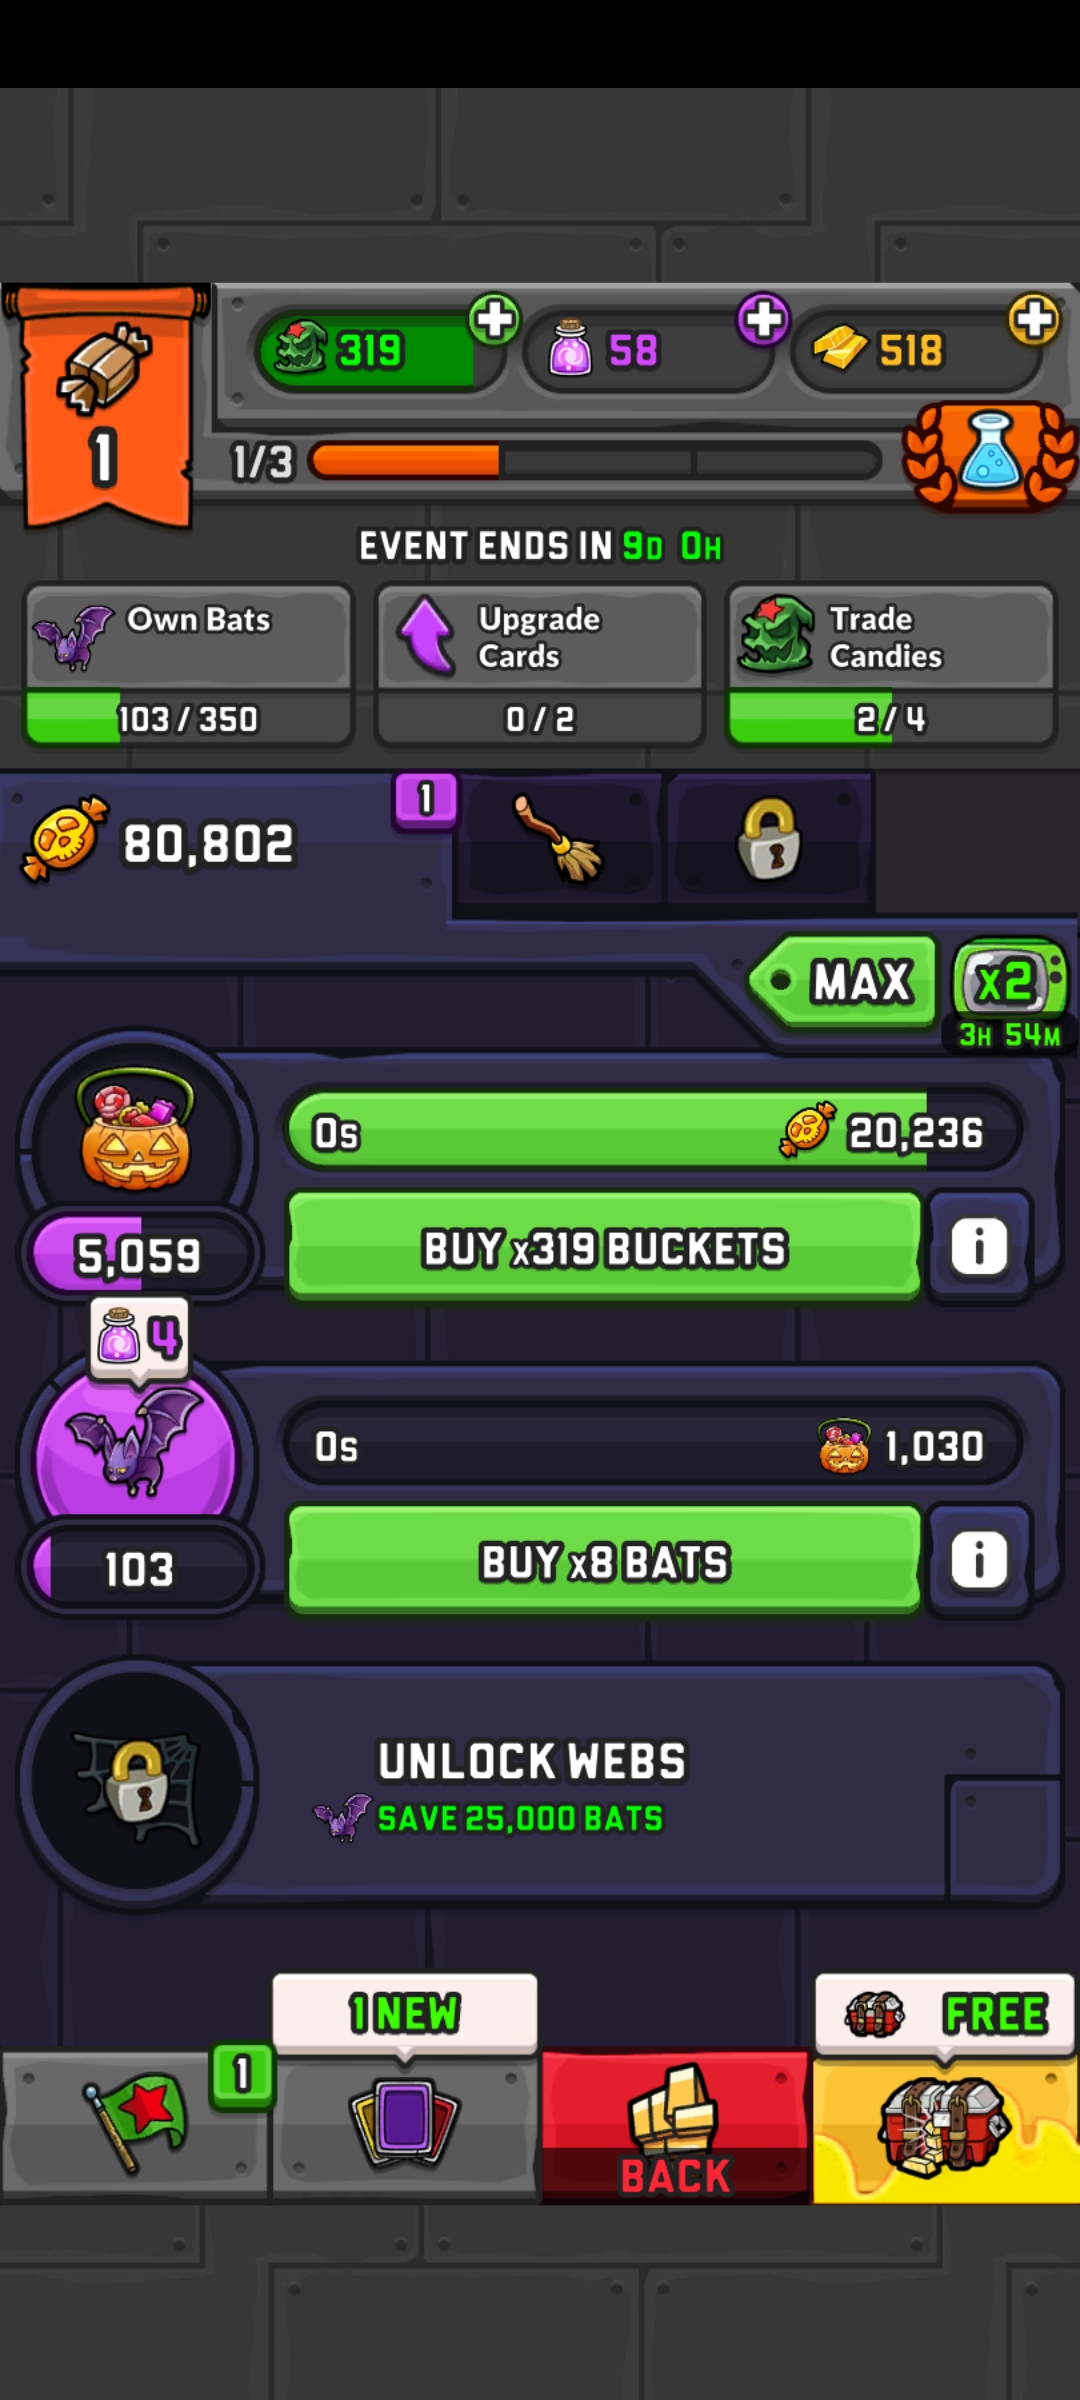 319
58
518
1
1/3
EVENT ENDS IN 9D 0H
Own Bats
103 / 350
Upgrade
Cards
0 / 2
Trade
Candies
2 / 4
80,802
1
MAX
x2
3H 54M
0s
20,236
5,059
BUY x319 BUCKETS
i
4
0s
1,030
103
BUY x8 BATS
i
UNLOCK WEBS
SAVE 25,000 BATS
1 NEW
FREE
1
BACK